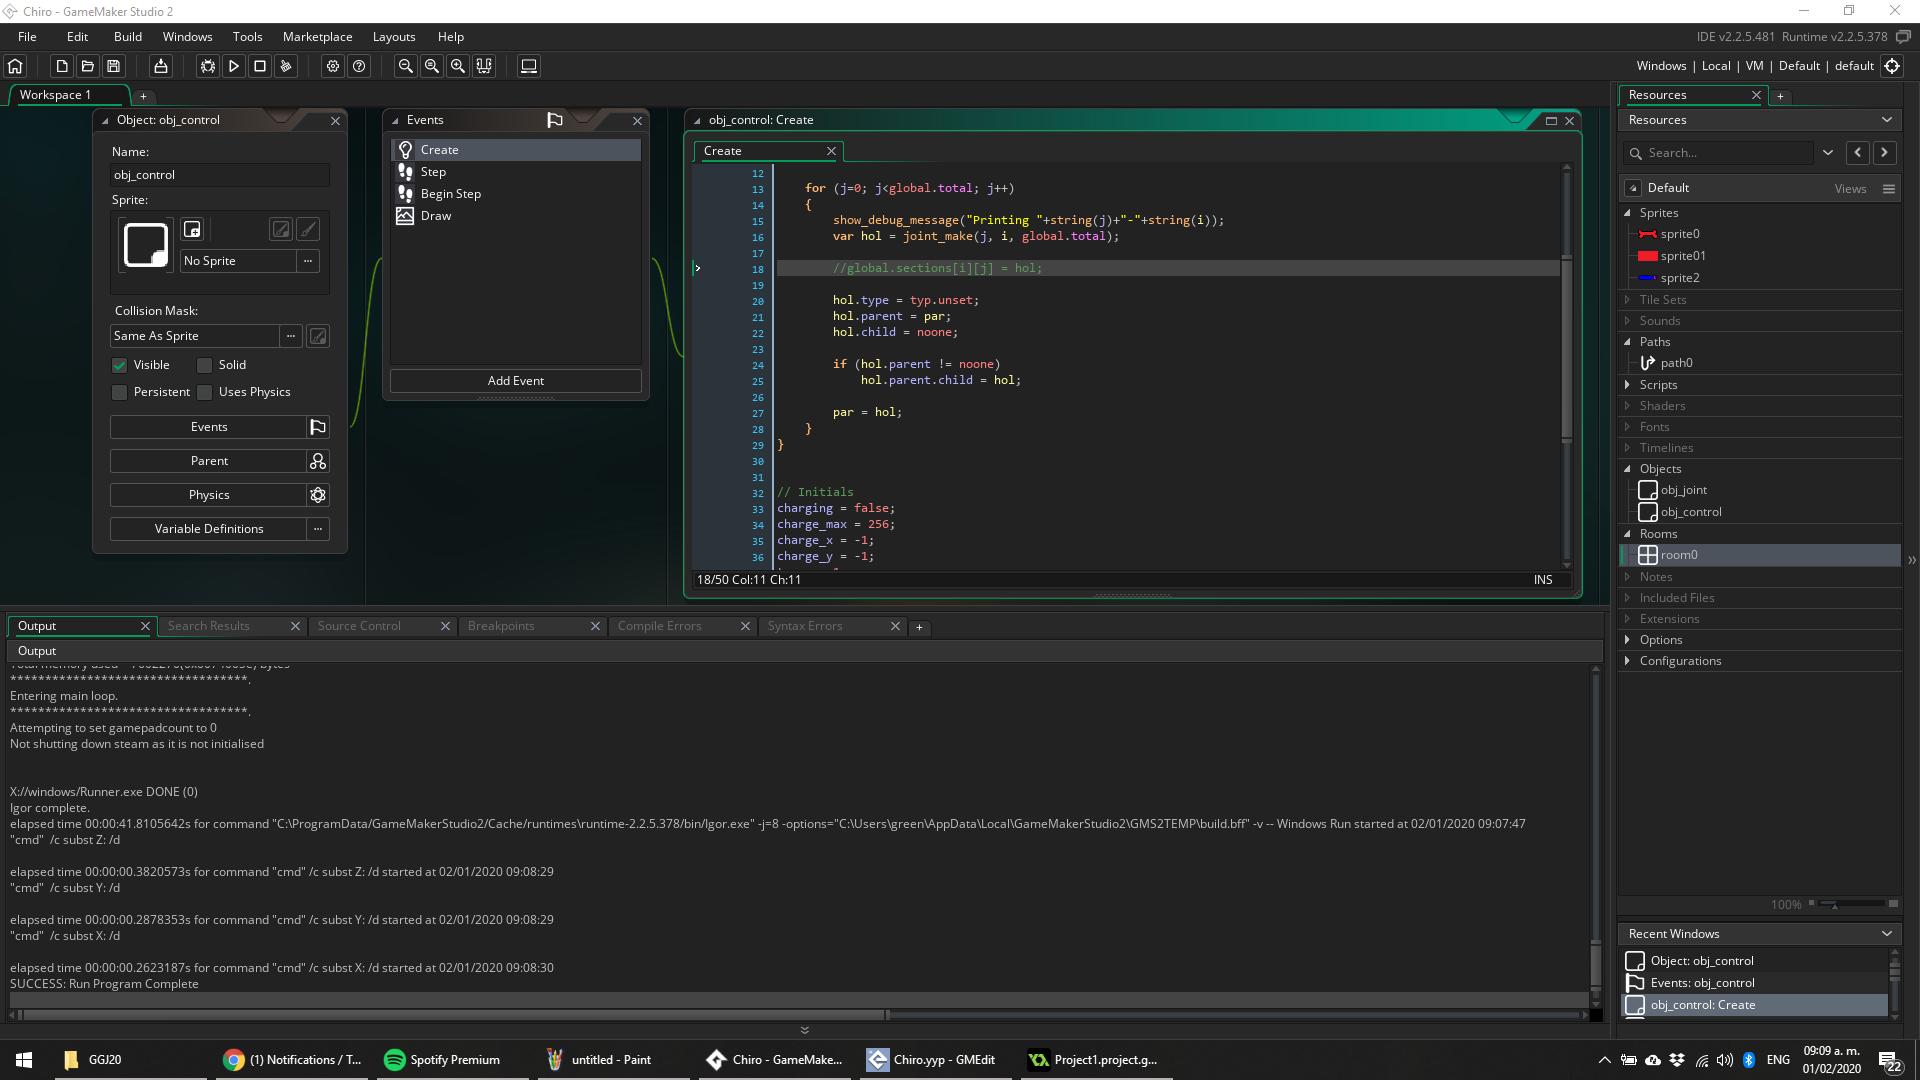 Chiro - GameMaker Studio 2
File Edit Build Windows Tools Marketplace Layouts Help
IDE v2.2.5.481 Runtime v2.2.5.378
Windows | Local | VM | Default | default
Workspace 1
Object: obj_control
Name:
obj_control
Sprite:
No Sprite
Collision Mask:
Same As Sprite
Visible Solid
Persistent Uses Physics
Events
Parent
Physics
Variable Definitions
Events
Create
Step
Begin Step
Draw
Add Event
obj_control: Create
Create
12
13 for (j=0; j<global.total; j++)
14 {
15 show_debug_message("Printing "+string(j)+"-"+string(i));
16 var hol = joint_make(j, i, global.total);
17
18 //global.sections[i][j] = hol;
19
20 hol.type = typ.unset;
21 hol.parent = par;
22 hol.child = noone;
23
24 if (hol.parent != noone)
25 hol.parent.child = hol;
26
27 par = hol;
28 }
29 }
30
31
32 // Initials
33 charging = false;
34 charge_max = 256;
35 charge_x = -1;
36 charge_y = -1;
18/50 Col:11 Ch:11
INS
Resources
Resources
Search...
Default Views
Sprites
sprite0
sprite01
sprite2
Tile Sets
Sounds
Paths
path0
Scripts
Shaders
Fonts
Timelines
Objects
obj_joint
obj_control
Rooms
room0
Notes
Included Files
Extensions
Options
Configurations
100%
Recent Windows
Object: obj_control
Events: obj_control
obj_control: Create
Output Search Results Source Control Breakpoints Compile Errors Syntax Errors
Output
**********************************.
Entering main loop.
**********************************.
Attempting to set gamepadcount to 0
Not shutting down steam as it is not initialised
X://windows/Runner.exe DONE (0)
Igor complete.
elapsed time 00:00:41.8105642s for command "C:\ProgramData/GameMakerStudio2/Cache/runtimes\runtime-2.2.5.378/bin/Igor.exe" -j=8 -options="C:\Users\green\AppData\Local\GameMakerStudio2\GMS2TEMP\build.bff" -v -- Windows Run started at 02/01/2020 09:07:47
"cmd" /c subst Z: /d
elapsed time 00:00:00.3820573s for command "cmd" /c subst Z: /d started at 02/01/2020 09:08:29
"cmd" /c subst Y: /d
elapsed time 00:00:00.2878353s for command "cmd" /c subst Y: /d started at 02/01/2020 09:08:29
"cmd" /c subst X: /d
elapsed time 00:00:00.2623187s for command "cmd" /c subst X: /d started at 02/01/2020 09:08:30
SUCCESS: Run Program Complete
GGJ20
(1) Notifications / T...
Spotify Premium
untitled - Paint
Chiro - GameMake...
Chiro.yyp - GMEdit
Project1.project.g...
ENG
09:09 a. m.
01/02/2020
22